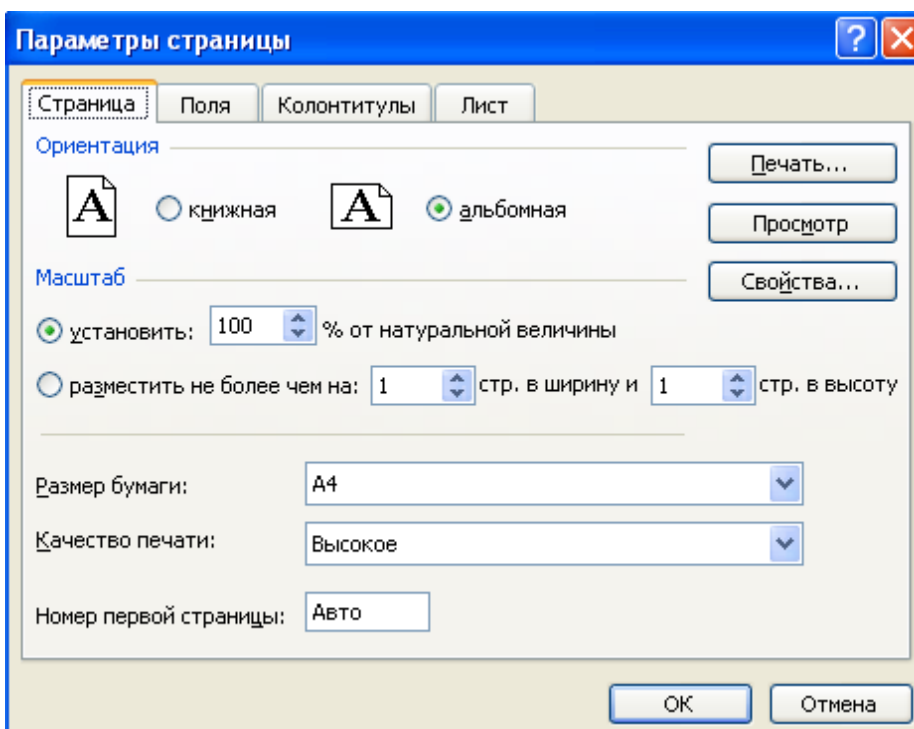 Параметры страницы
Страница Поля Колонтитулы Лист
Ориентация
Печать...
A книжная A альбомная
Просмотр
Масштаб
Свойства...
установить: 100 % от натуральной величины
разместить не более чем на: 1 стр. в ширину и 1 стр. в высоту
Размер бумаги: A4
Качество печати: Высокое
Номер первой страницы: Авто
ОК Отмена